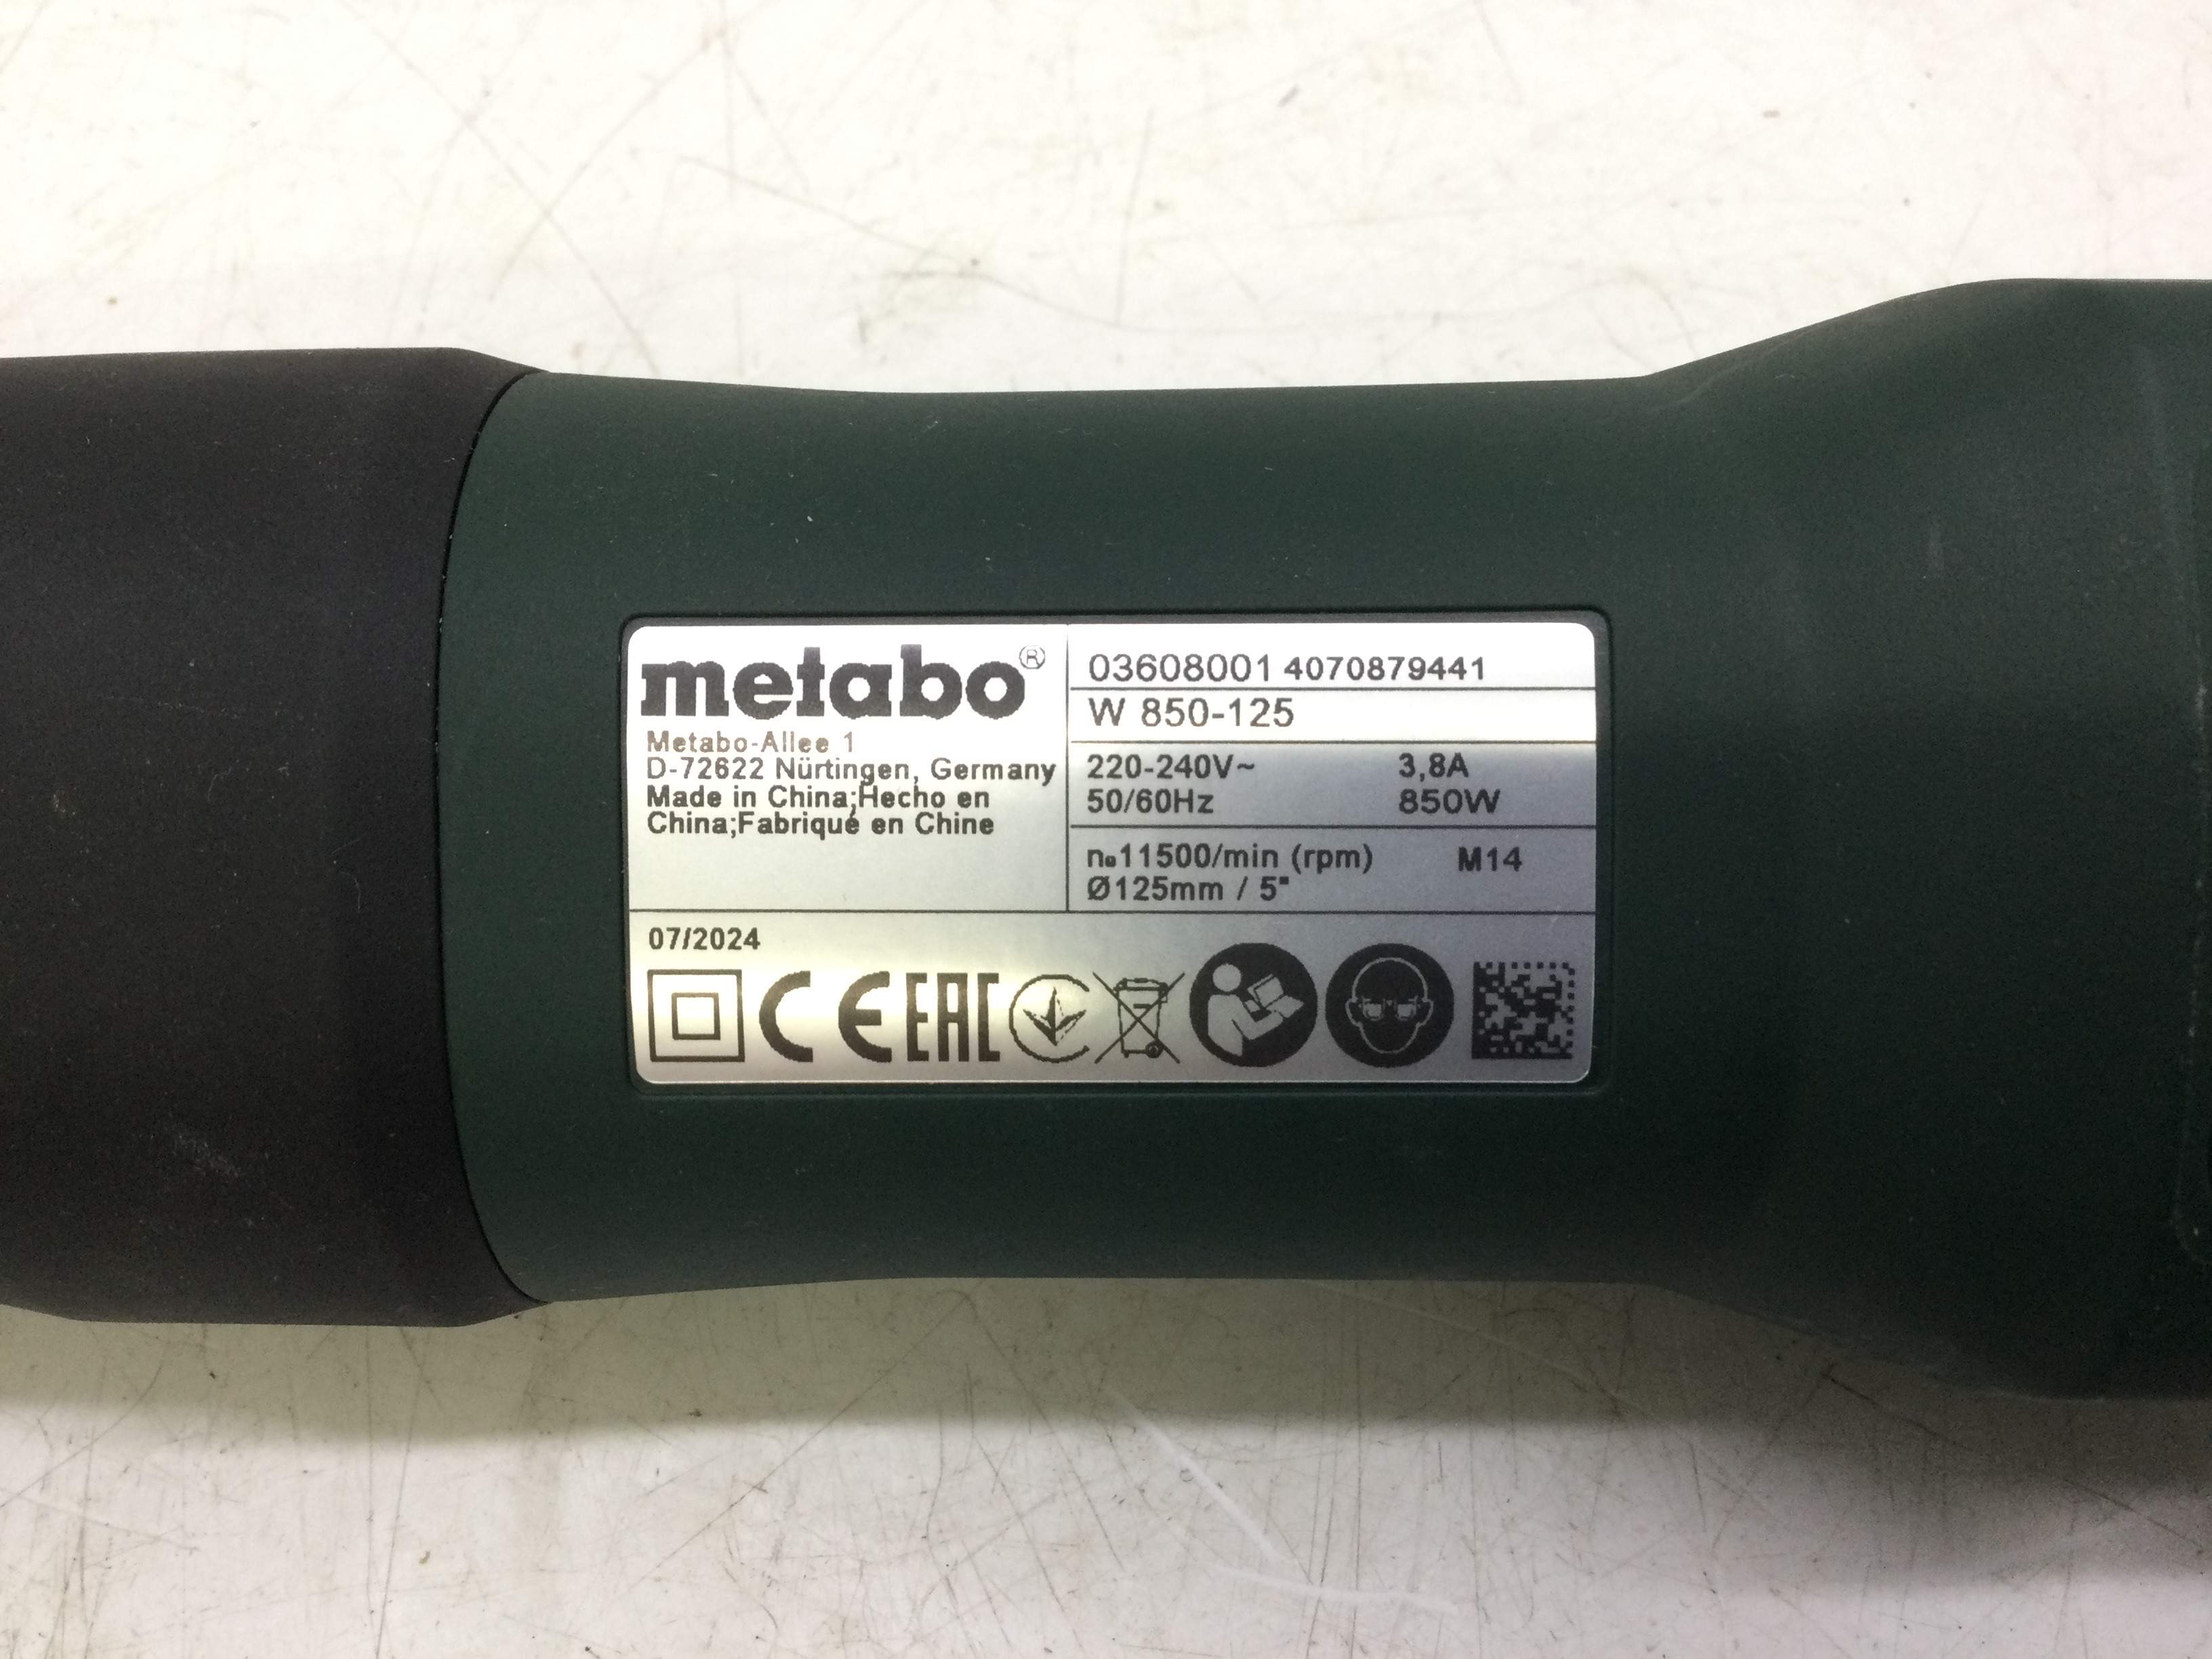 metabo®
Metabo-Allee 1
D-72622 Nürtingen, Germany
Made in China;Hecho en
China;Fabriqué en Chine
03608001 4070879441
W 850-125
220-240V~ 3,8A
50/60Hz 850W
n₀11500/min (rpm) M14
Ø125mm / 5"
07/2024
CE EAC